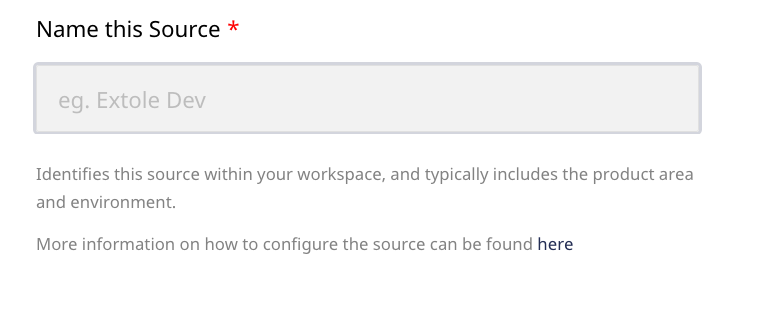 Name this Source *
eg. Extole Dev
Identifies this source within your workspace, and typically includes the product area
and environment.
More information on how to configure the source can be found here